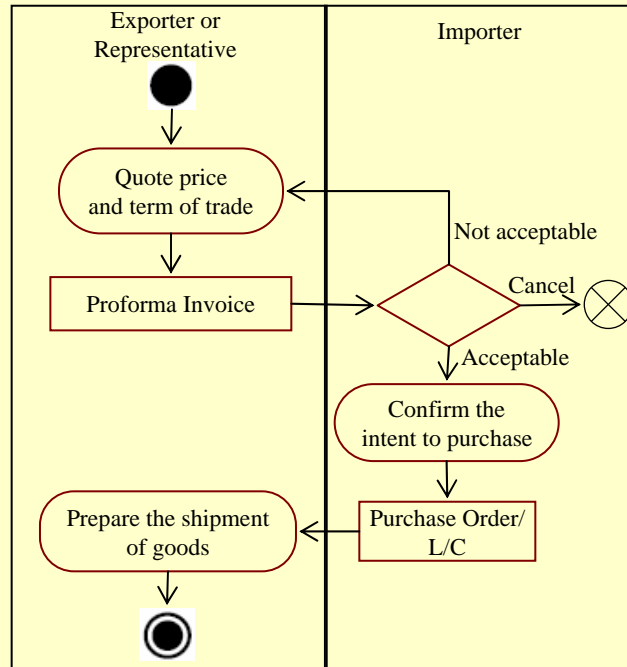 Exporter or
Representative
Importer
Quote price
and term of trade
Not acceptable
Proforma Invoice
Cancel
Acceptable
Confirm the
intent to purchase
Purchase Order/
L/C
Prepare the shipment
of goods